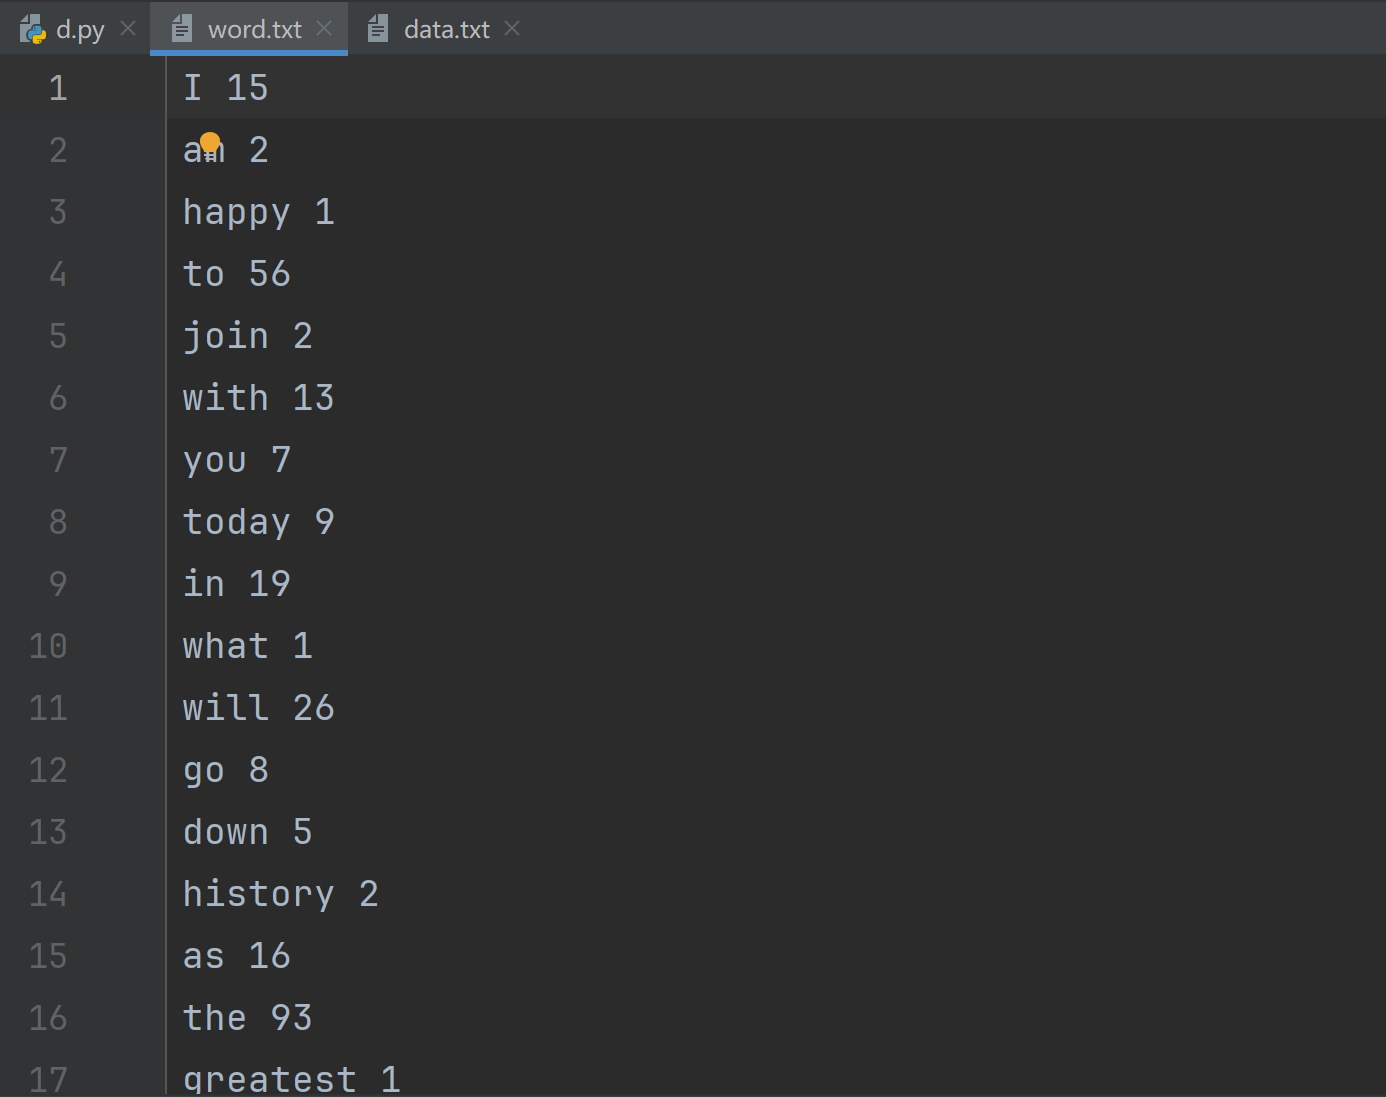 d.py word.txt data.txt
1 I 15
2 am 2
3 happy 1
4 to 56
5 join 2
6 with 13
7 you 7
8 today 9
9 in 19
10 what 1
11 will 26
12 go 8
13 down 5
14 history 2
15 as 16
16 the 93
17 greatest 1